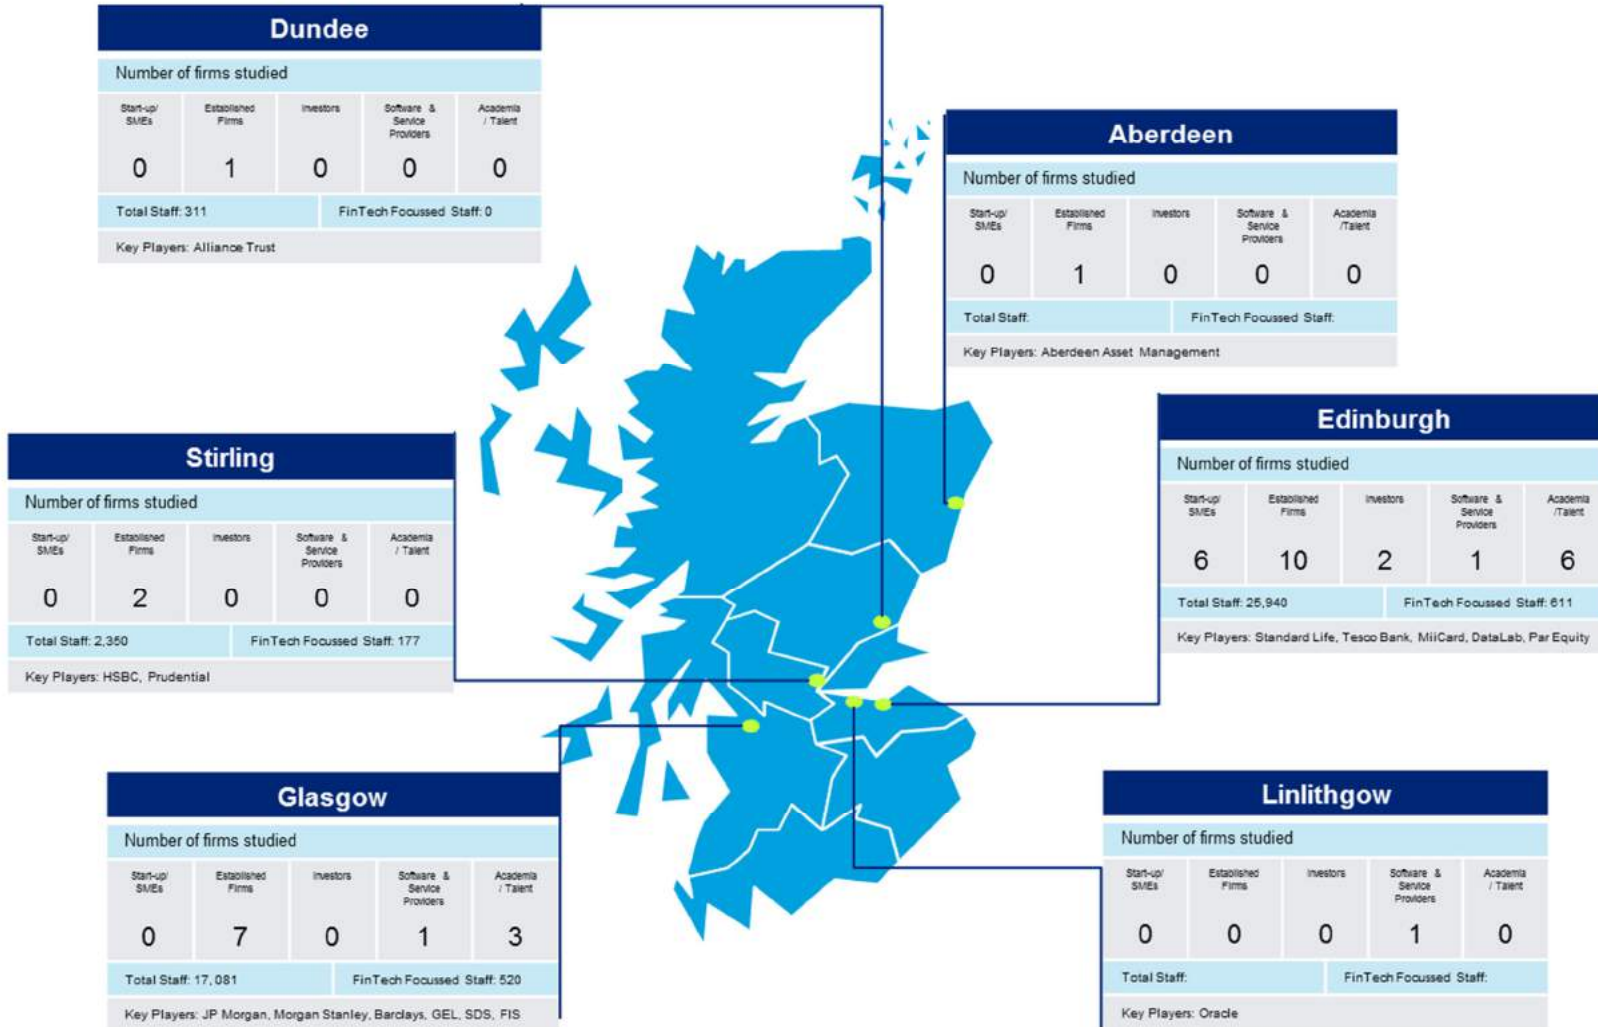 Dundee
Number of firms studied
Start-up/ SMEs
Established Firms
Investors
Software & Service Providers
Academia / Talent
0 1 0 0 0
Total Staff: 311 FinTech Focussed Staff: 0
Key Players: Alliance Trust
Aberdeen
Number of firms studied
Start-up/ SMEs
Established Firms
Investors
Software & Service Providers
Academia /Talent
0 1 0 0 0
Total Staff: FinTech Focussed Staff:
Key Players: Aberdeen Asset Management
Stirling
Number of firms studied
Start-up/ SMEs
Established Firms
Investors
Software & Service Providers
Academia / Talent
0 2 0 0 0
Total Staff: 2,350 FinTech Focussed Staff: 177
Key Players: HSBC, Prudential
Edinburgh
Number of firms studied
Start-up/ SMEs
Established Firms
Investors
Software & Service Providers
Academia /Talent
6 10 2 1 6
Total Staff: 25,940 FinTech Focussed Staff: 611
Key Players: Standard Life, Tesco Bank, MiiCard, DataLab, Par Equity
Glasgow
Number of firms studied
Start-up/ SMEs
Established Firms
Investors
Software & Service Providers
Academia / Talent
0 7 0 1 3
Total Staff: 17,081 FinTech Focussed Staff: 520
Key Players: JP Morgan, Morgan Stanley, Barclays, GEL, SDS, FIS
Linlithgow
Number of firms studied
Start-up/ SMEs
Established Firms
Investors
Software & Service Providers
Academia / Talent
0 0 0 1 0
Total Staff: FinTech Focussed Staff:
Key Players: Oracle